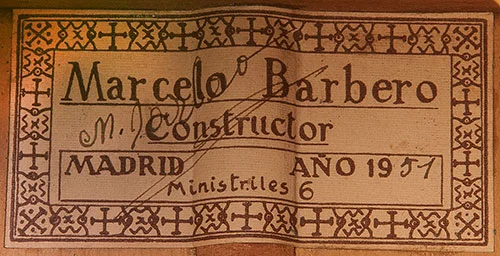 Marcelo Barbero
Constructor
MADRID AÑO 1951
Ministriles 6